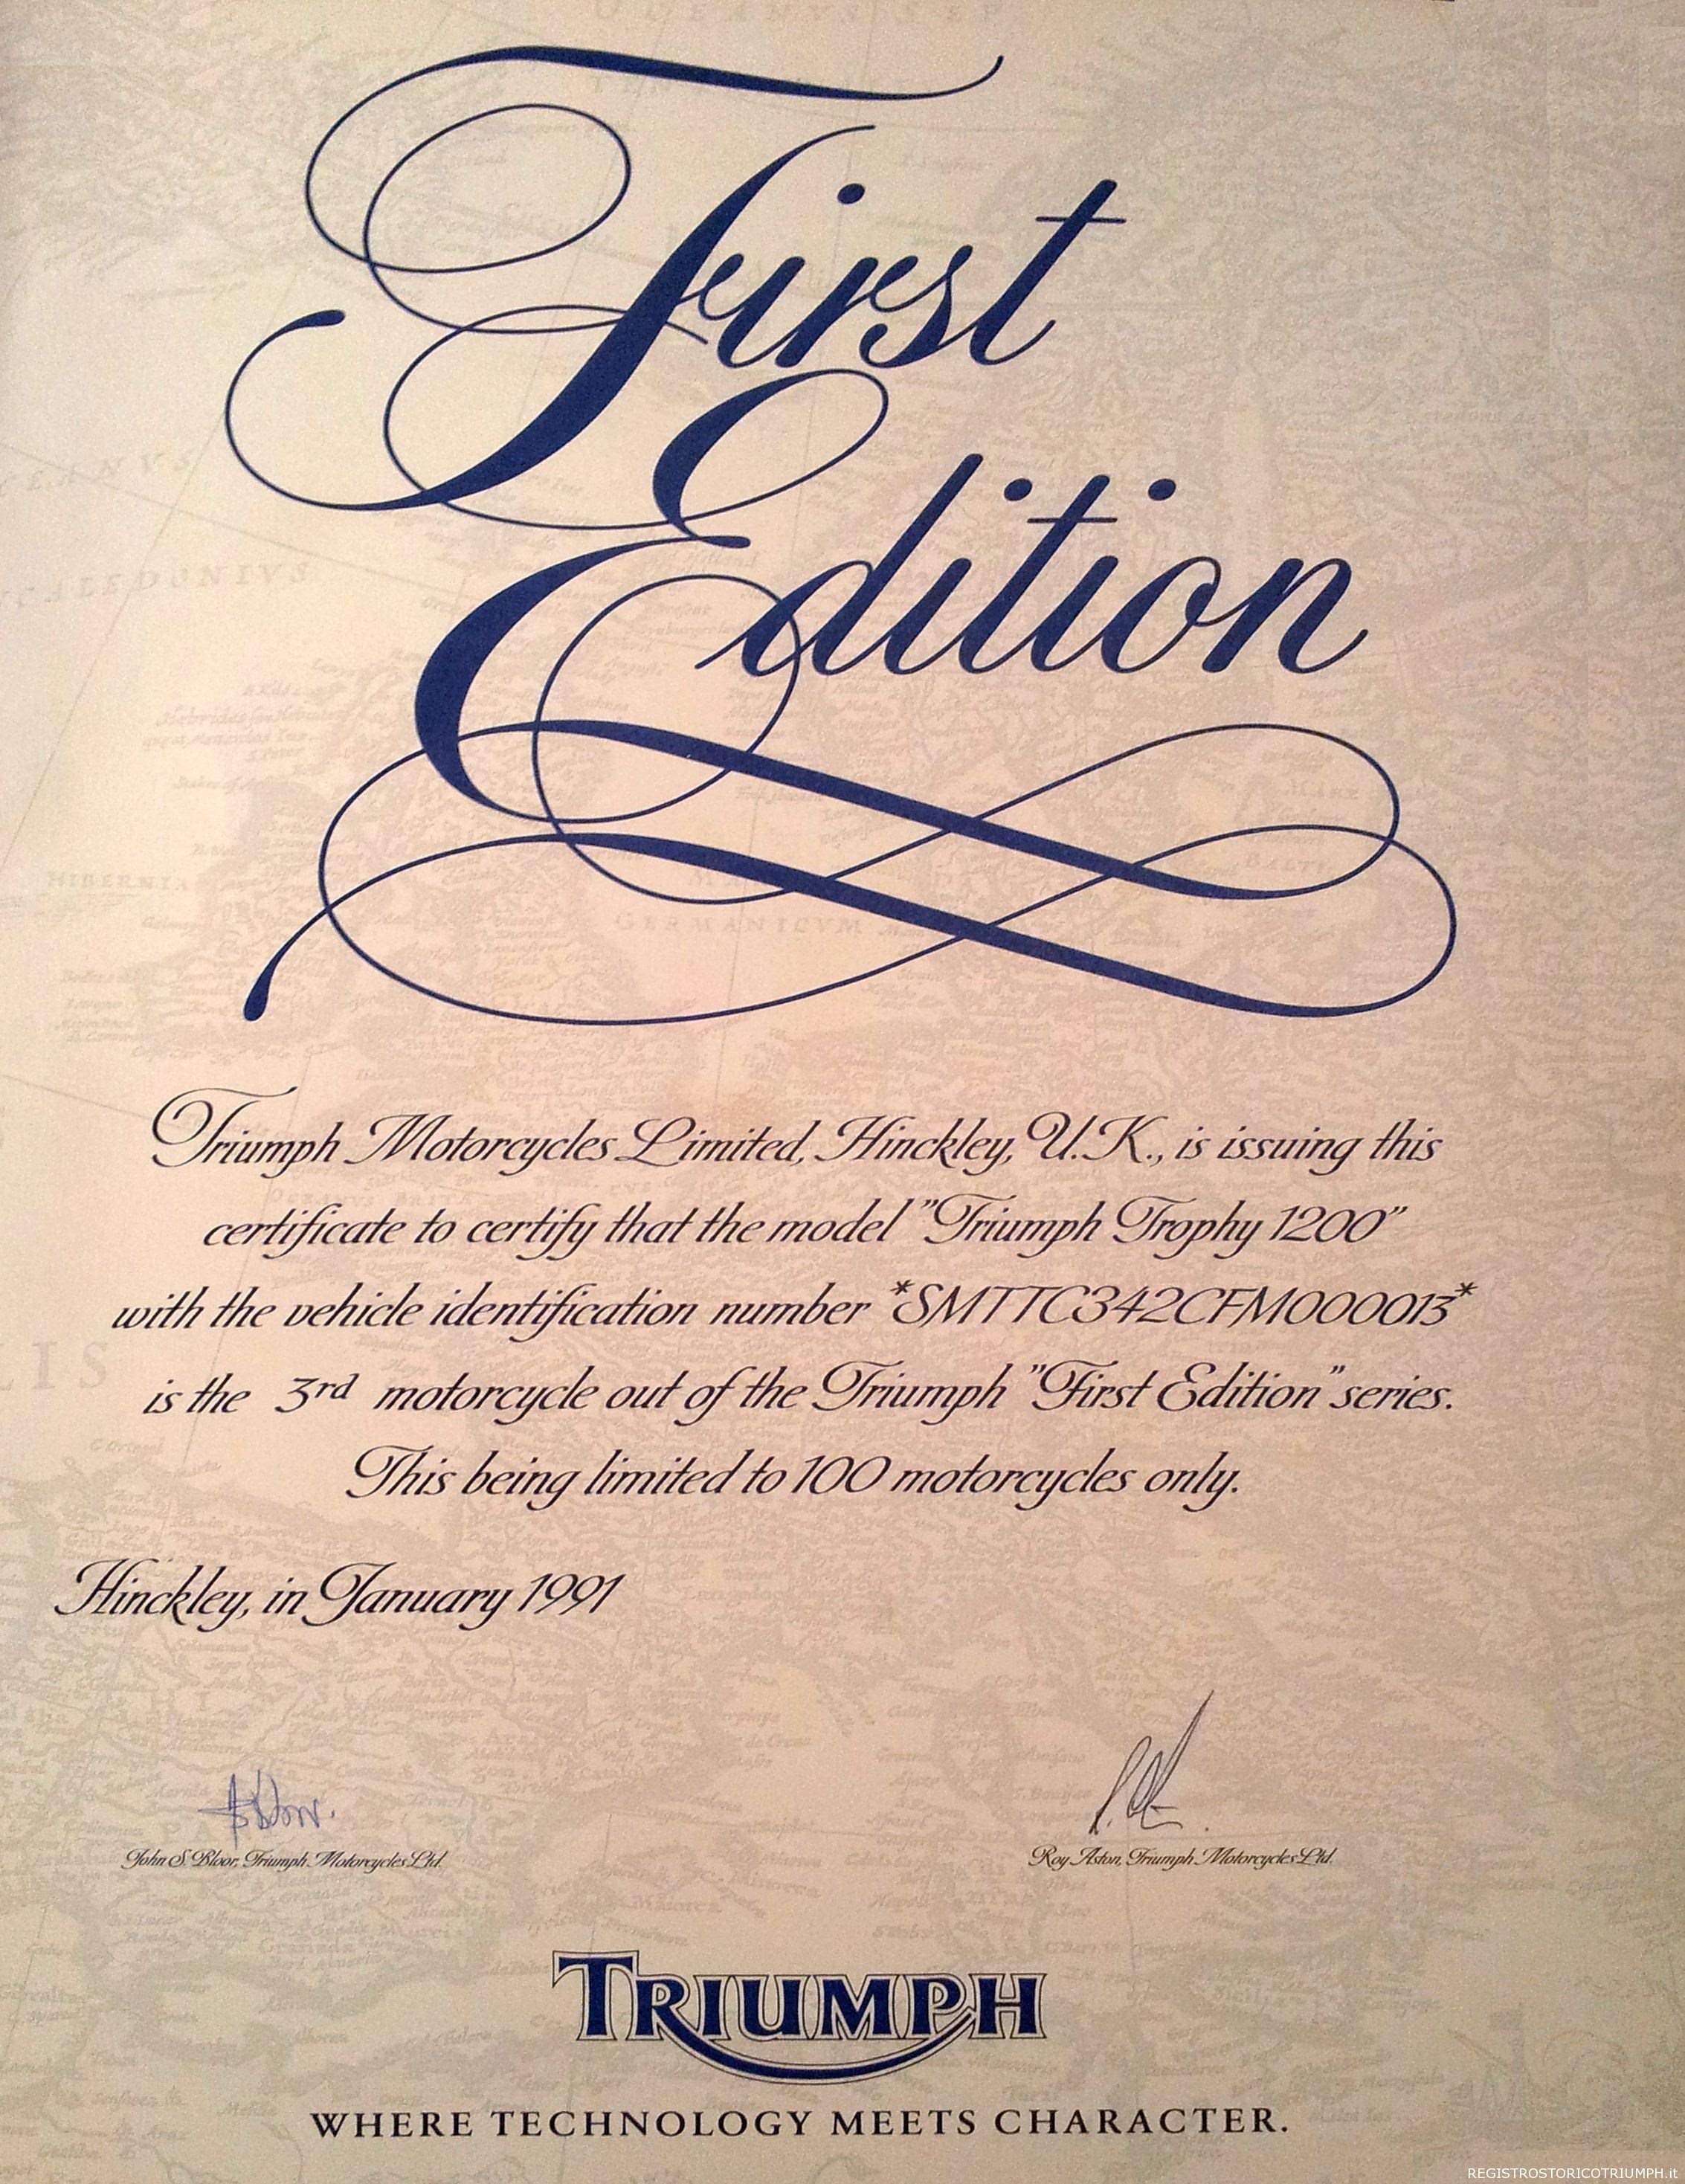 First
Edition
Triumph Motorcycles Limited, Hinckley, U.K., is issuing this
certificate to certify that the model "Triumph Trophy 1200"
with the vehicle identification number *SMTTC342CFM000013*
is the 3rd motorcycle out of the Triumph "First Edition" series.
This being limited to 100 motorcycles only.
Hinckley, in January 1991
John S. Bloor, Triumph Motorcycles Ltd.
Roy Aston, Triumph Motorcycles Ltd.
TRIUMPH
WHERE TECHNOLOGY MEETS CHARACTER.
REGISTROSTORICOTRIUMPH.it